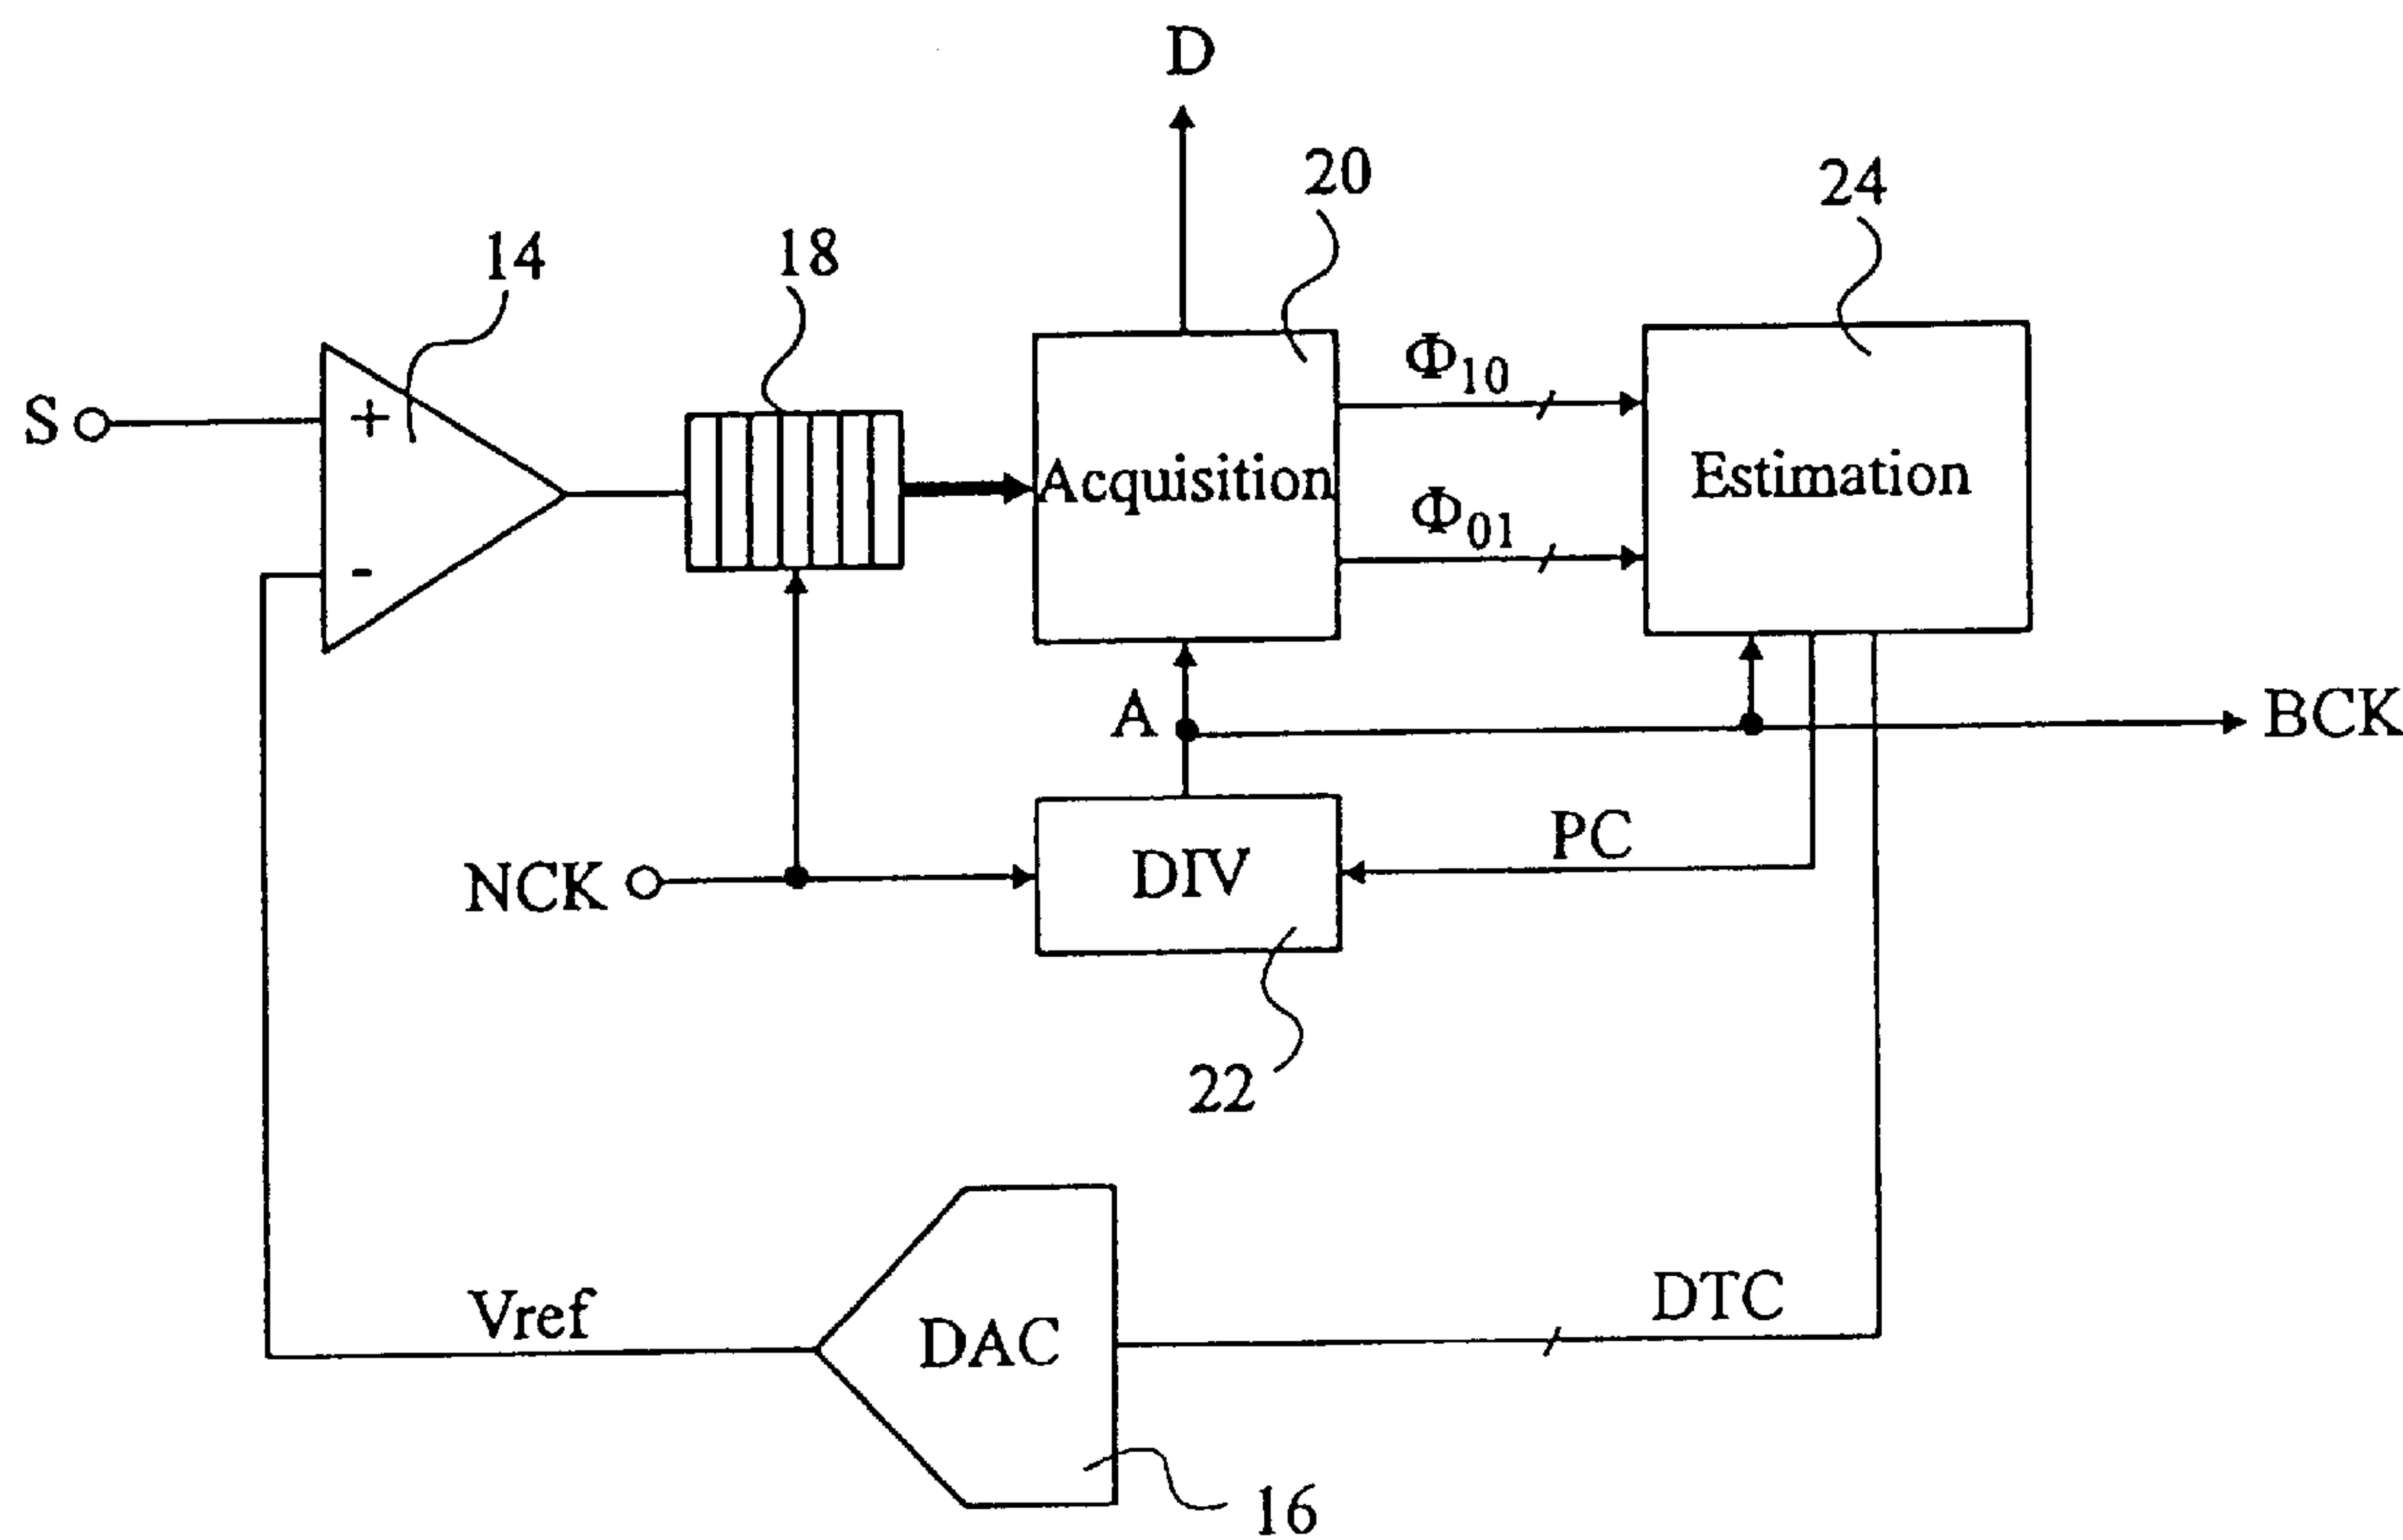 D
20
24
14
18
Φ10
S
+
Acquisition
Estimation
Φ01
-
A
BCK
PC
NCK
DIV
22
DTC
Vref
DAC
16